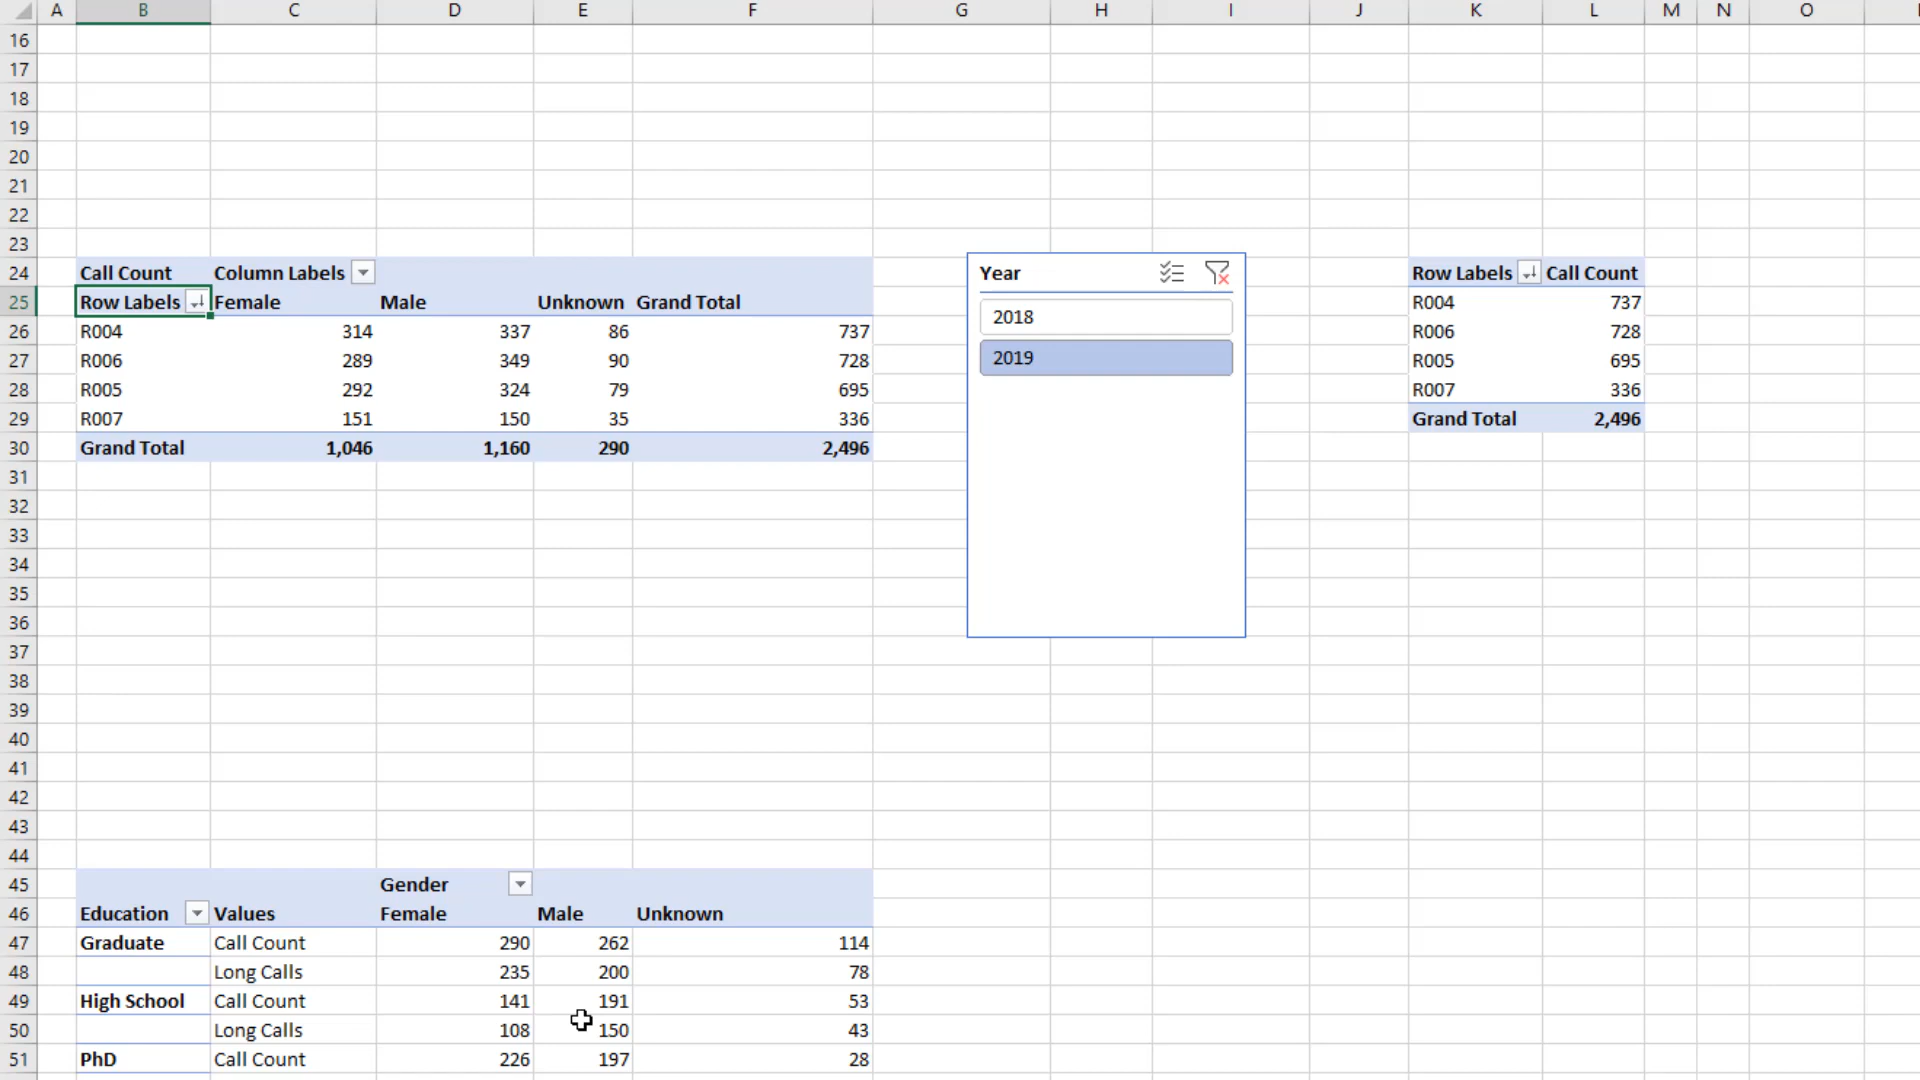 A B C D E F G H I J K L M N O
16
17
18
19
20
21
22
23
24 Call Count Column Labels Year Row Labels Call Count
25 Row Labels Female Male Unknown Grand Total R004 737
2018
26 R004 314 337 86 737 R006 728
2019
27 R006 289 349 90 728 R005 695
28 R005 292 324 79 695 R007 336
29 R007 151 150 35 336 Grand Total 2,496
30 Grand Total 1,046 1,160 290 2,496
31
32
33
34
35
36
37
38
39
40
41
42
43
44
45 Gender
46 Education Values Female Male Unknown
47 Graduate Call Count 290 262 114
48 Long Calls 235 200 78
49 High School Call Count 141 191 53
50 Long Calls 108 150 43
51 PhD Call Count 226 197 28